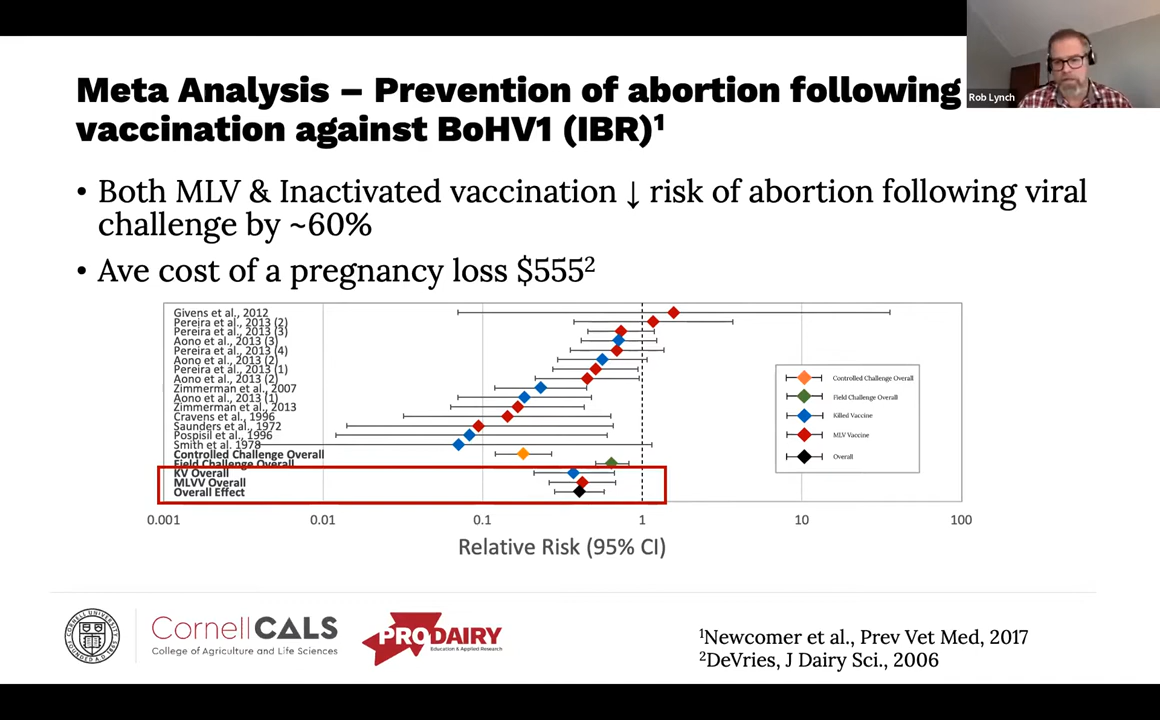 Meta Analysis – Prevention of abortion following
vaccination against BoHV1 (IBR)¹
Rob Lynch
• Both MLV & Inactivated vaccination ↓ risk of abortion following viral
challenge by ~60%
• Ave cost of a pregnancy loss $555²
Givens et al., 2012
Pereira et al., 2013 (2)
Pereira et al., 2013 (3)
Aono et al., 2013 (3)
Pereira et al., 2013 (4)
Aono et al., 2013 (2)
Pereira et al., 2013 (1)
Aono et al., 2013 (2)
Zimmerman et al., 2007
Aono et al., 2013 (1)
Zimmerman et al., 2013
Cravens et al., 1996
Saunders et al., 1972
Pospisil et al., 1996
Smith et al. 1978
Controlled Challenge Overall
Field Challenge Overall
KV Overall
MLVV Overall
Overall Effect
Controlled Challenge Overall
Field Challenge Overall
Killed Vaccine
MLV Vaccine
Overall
0.001 0.01 0.1 1 10 100
Relative Risk (95% CI)
CornellCALS
College of Agriculture and Life Sciences
PRODAIRY
Education & Applied Research
¹Newcomer et al., Prev Vet Med, 2017
²DeVries, J Dairy Sci., 2006